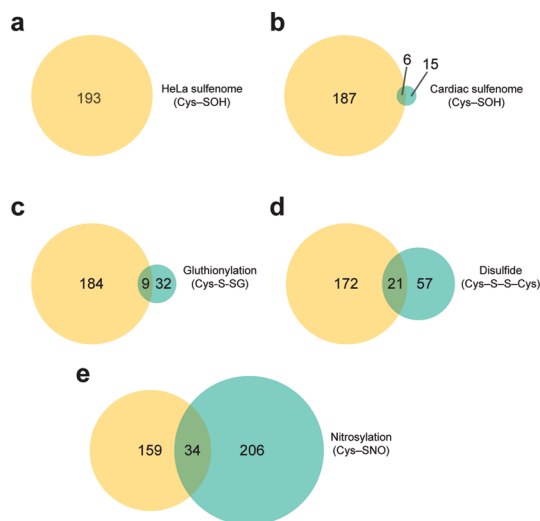 a
193
HeLa sulfenome
(Cys–SOH)
b
187
6
15
Cardiac sulfenome
(Cys–SOH)
c
184
9
32
Gluthionylation
(Cys-S-SG)
d
172
21
57
Disulfide
(Cys–S–S–Cys)
e
159
34
206
Nitrosylation
(Cys–SNO)